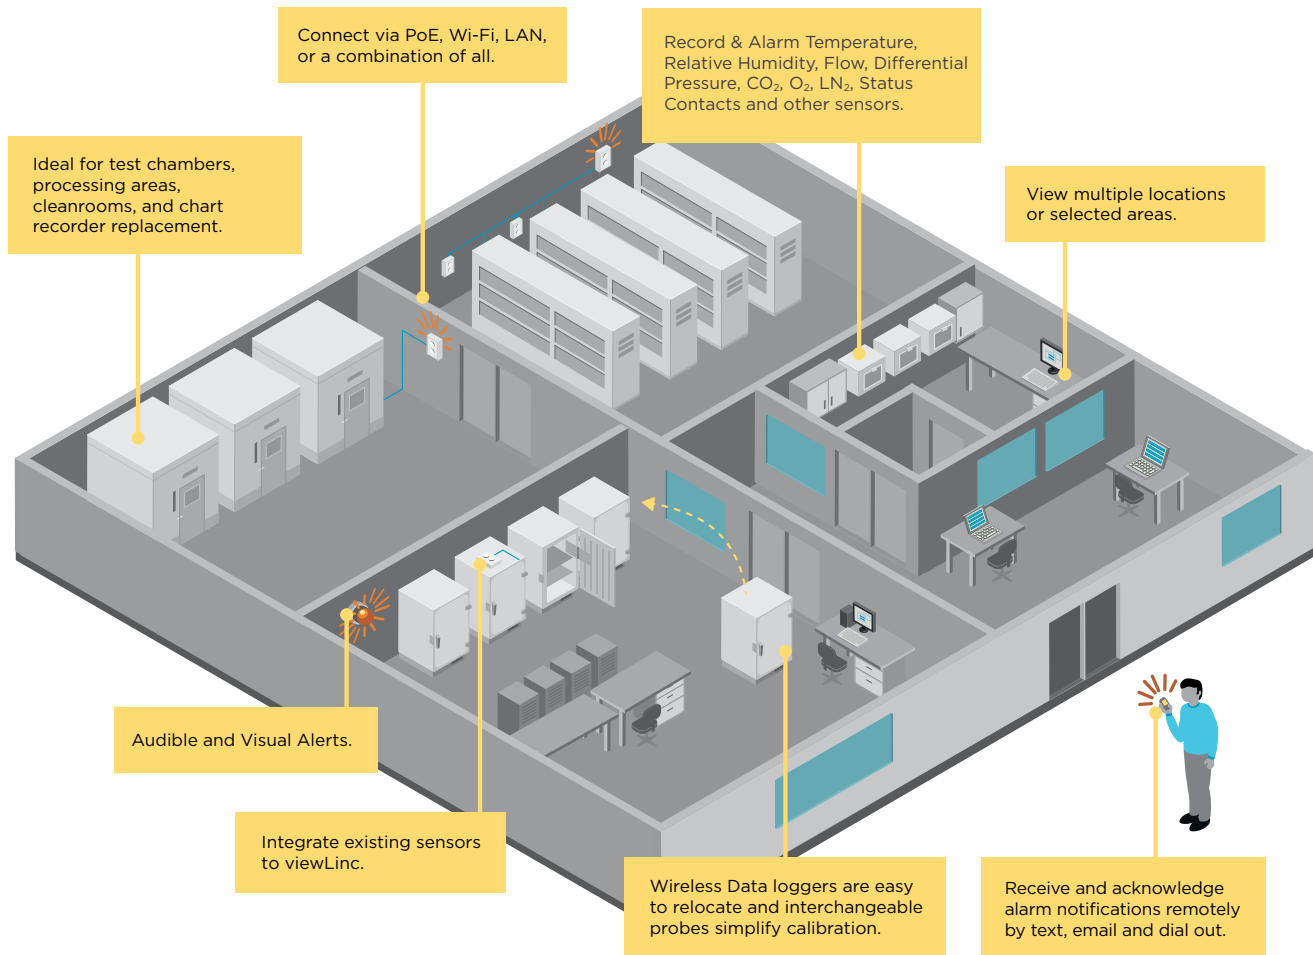 Connect via PoE, Wi-Fi, LAN,
or a combination of all.
Record & Alarm Temperature,
Relative Humidity, Flow, Differential
Pressure, CO₂, O₂, LN₂, Status
Contacts and other sensors.
Ideal for test chambers,
processing areas,
cleanrooms, and chart
recorder replacement.
View multiple locations
or selected areas.
Audible and Visual Alerts.
Integrate existing sensors
to viewLinc.
Wireless Data loggers are easy
to relocate and interchangeable
probes simplify calibration.
Receive and acknowledge
alarm notifications remotely
by text, email and dial out.